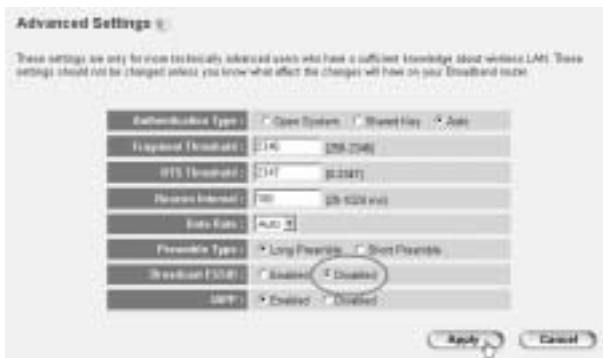 Advanced Settings
These settings are only for more technically advanced users who have a sufficient knowledge about wireless LAN. These
settings should not be changed unless you know what effect the changes will have on your Broadband router.
Authentication Type : Open System Shared Key Auto
Fragment Threshold : 2346 (256-2346)
RTS Threshold : 2347 (0-2347)
Beacon Interval : 100 (20-1024 ms)
Data Rate : Auto
Preamble Type : Long Preamble Short Preamble
Broadcast ESSID : Enabled Disabled
IAPP : Enabled Disabled
Apply Cancel